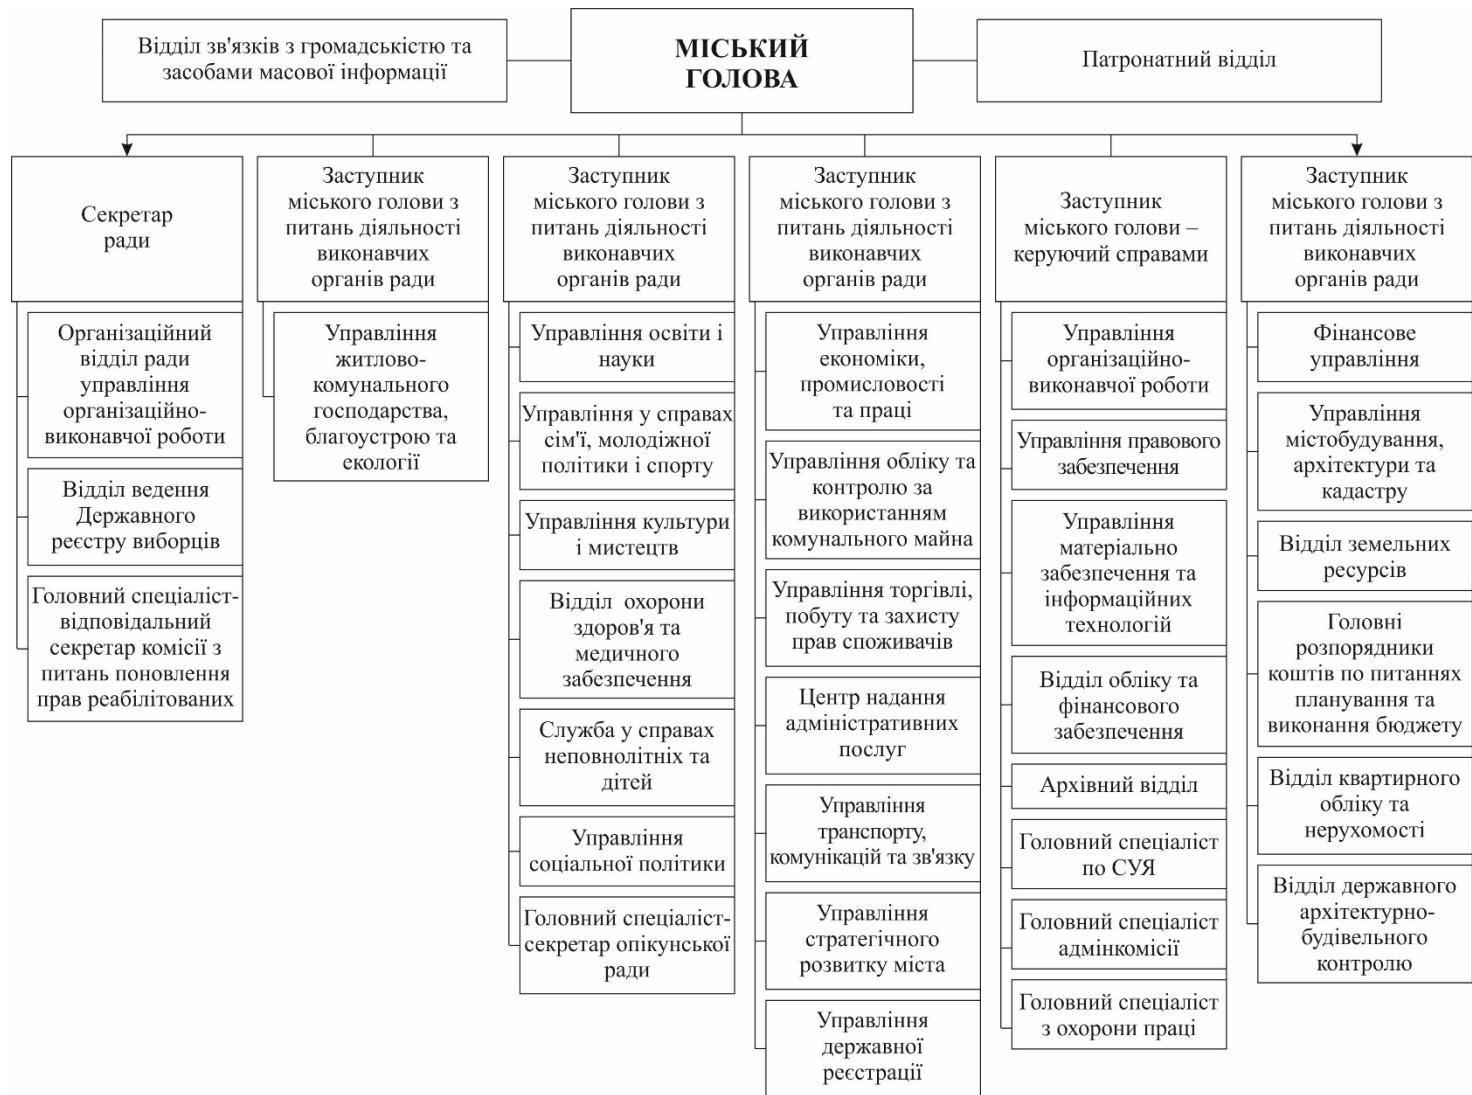 Відділ зв'язків з громадськістю та
засобами масової інформації
МІСЬКИЙ
ГОЛОВА
Патронатний відділ
Секретар
ради
Організаційний
відділ ради
управління
організаційно-
виконавчої роботи
Відділ ведення
Державного
реєстру виборців
Головний спеціаліст-
відповідальний
секретар комісії з
питань поновлення
прав реабілітованих
Заступник
міського голови з
питань діяльності
виконавчих
органів ради
Управління
житлово-
комунального
господарства,
благоустрою та
екології
Заступник
міського голови з
питань діяльності
виконавчих
органів ради
Управління освіти і
науки
Управління у справах
сім'ї, молодіжної
політики і спорту
Управління культури
і мистецтв
Відділ охорони
здоров'я та
медичного
забезпечення
Служба у справах
неповнолітніх та
дітей
Управління
соціальної політики
Головний спеціаліст-
секретар опікунської
ради
Заступник
міського голови з
питань діяльності
виконавчих
органів ради
Управління
економіки,
промисловості
та праці
Управління обліку та
контролю за
використанням
комунального майна
Управління торгівлі,
побуту та захисту
прав споживачів
Центр надання
адміністративних
послуг
Управління
транспорту,
комунікацій та зв'язку
Управління
стратегічного
розвитку міста
Управління
державної
реєстрації
Заступник
міського голови –
керуючий справами
Управління
організаційно-
виконавчої роботи
Управління правового
забезпечення
Управління
матеріально
забезпечення та
інформаційних
технологій
Відділ обліку та
фінансового
забезпечення
Архівний відділ
Головний спеціаліст
по СУЯ
Головний спеціаліст
адмінкомісії
Головний спеціаліст
з охорони праці
Заступник
міського голови з
питань діяльності
виконавчих
органів ради
Фінансове
управління
Управління
містобудування,
архітектури та
кадастру
Відділ земельних
ресурсів
Головні
розпорядники
коштів по питаннях
планування та
виконання бюджету
Відділ квартирного
обліку та
нерухомості
Відділ державного
архітектурно-
будівельного
контролю